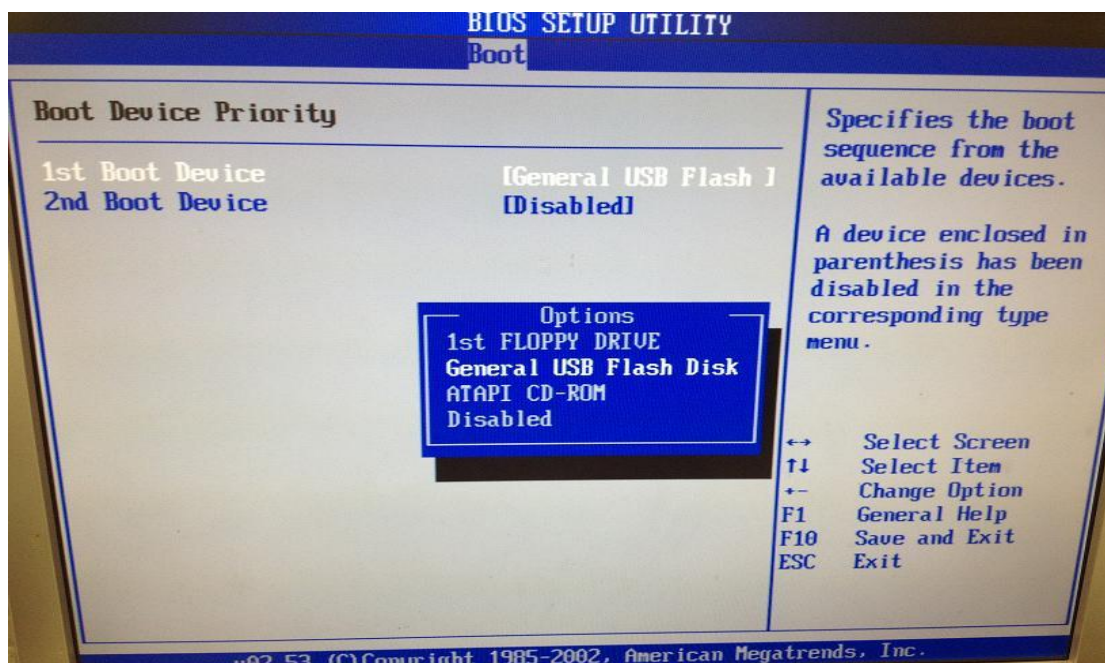 BIOS SETUP UTILITY
Boot
Boot Device Priority
1st Boot Device [General USB Flash ]
2nd Boot Device [Disabled]
Options
1st FLOPPY DRIVE
General USB Flash Disk
ATAPI CD-ROM
Disabled
Specifies the boot
sequence from the
available devices.
A device enclosed in
parenthesis has been
disabled in the
corresponding type
menu.
↔ Select Screen
↑↓ Select Item
+- Change Option
F1 General Help
F10 Save and Exit
ESC Exit
v02.53 (C)Copyright 1985-2002, American Megatrends, Inc.